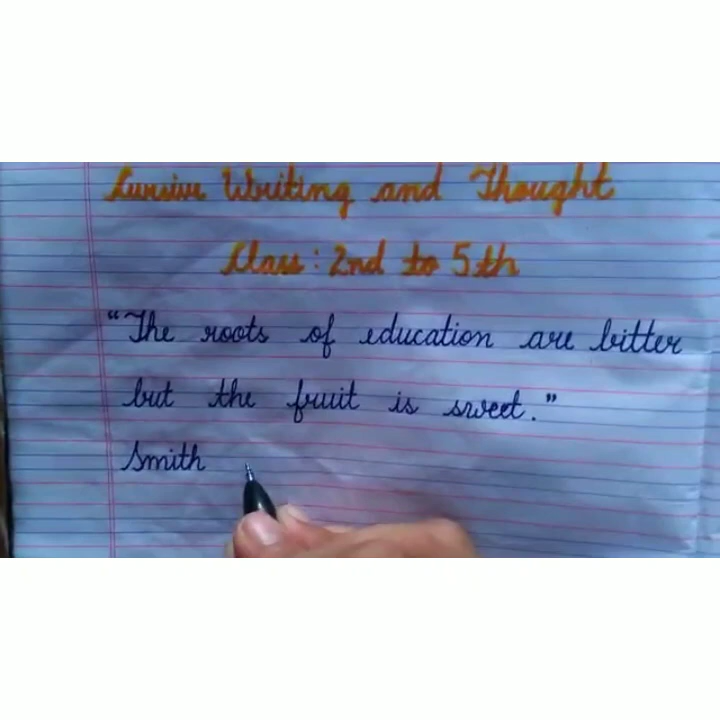 Cursive Writing and Thought
Class : 2nd to 5th
“The roots of education are bitter
but the fruit is sweet.”
Smith